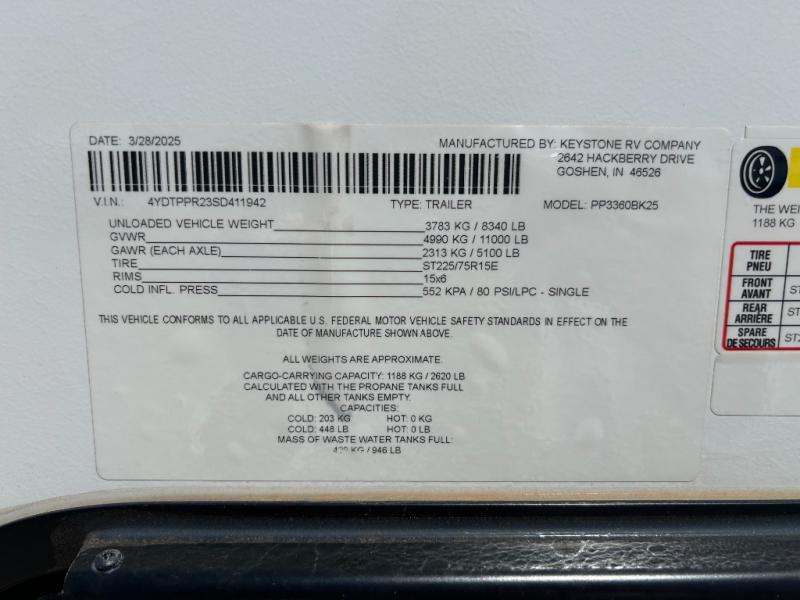 DATE: 3/28/2025 MANUFACTURED BY: KEYSTONE RV COMPANY
2642 HACKBERRY DRIVE
GOSHEN, IN 46526
V.I.N.: 4YDTPPR23SD411942 TYPE: TRAILER MODEL: PP3360BK25
UNLOADED VEHICLE WEIGHT 3783 KG / 8340 LB
GVWR 4990 KG / 11000 LB
GAWR (EACH AXLE) 2313 KG / 5100 LB
TIRE ST225/75R15E
RIMS 15x6
COLD INFL. PRESS 552 KPA / 80 PSI/LPC - SINGLE
THIS VEHICLE CONFORMS TO ALL APPLICABLE U.S. FEDERAL MOTOR VEHICLE SAFETY STANDARDS IN EFFECT ON THE
DATE OF MANUFACTURE SHOWN ABOVE.
ALL WEIGHTS ARE APPROXIMATE.
CARGO-CARRYING CAPACITY: 1188 KG / 2620 LB
CALCULATED WITH THE PROPANE TANKS FULL
AND ALL OTHER TANKS EMPTY.
CAPACITIES:
COLD: 203 KG HOT: 0 KG
COLD: 448 LB HOT: 0 LB
MASS OF WASTE WATER TANKS FULL:
KG / 946 LB
THE WEI
1188 KG
TIRE
PNEU
FRONT
AVANT
REAR
ARRIÈRE
SPARE
DE SECOURS
ST
ST
ST2